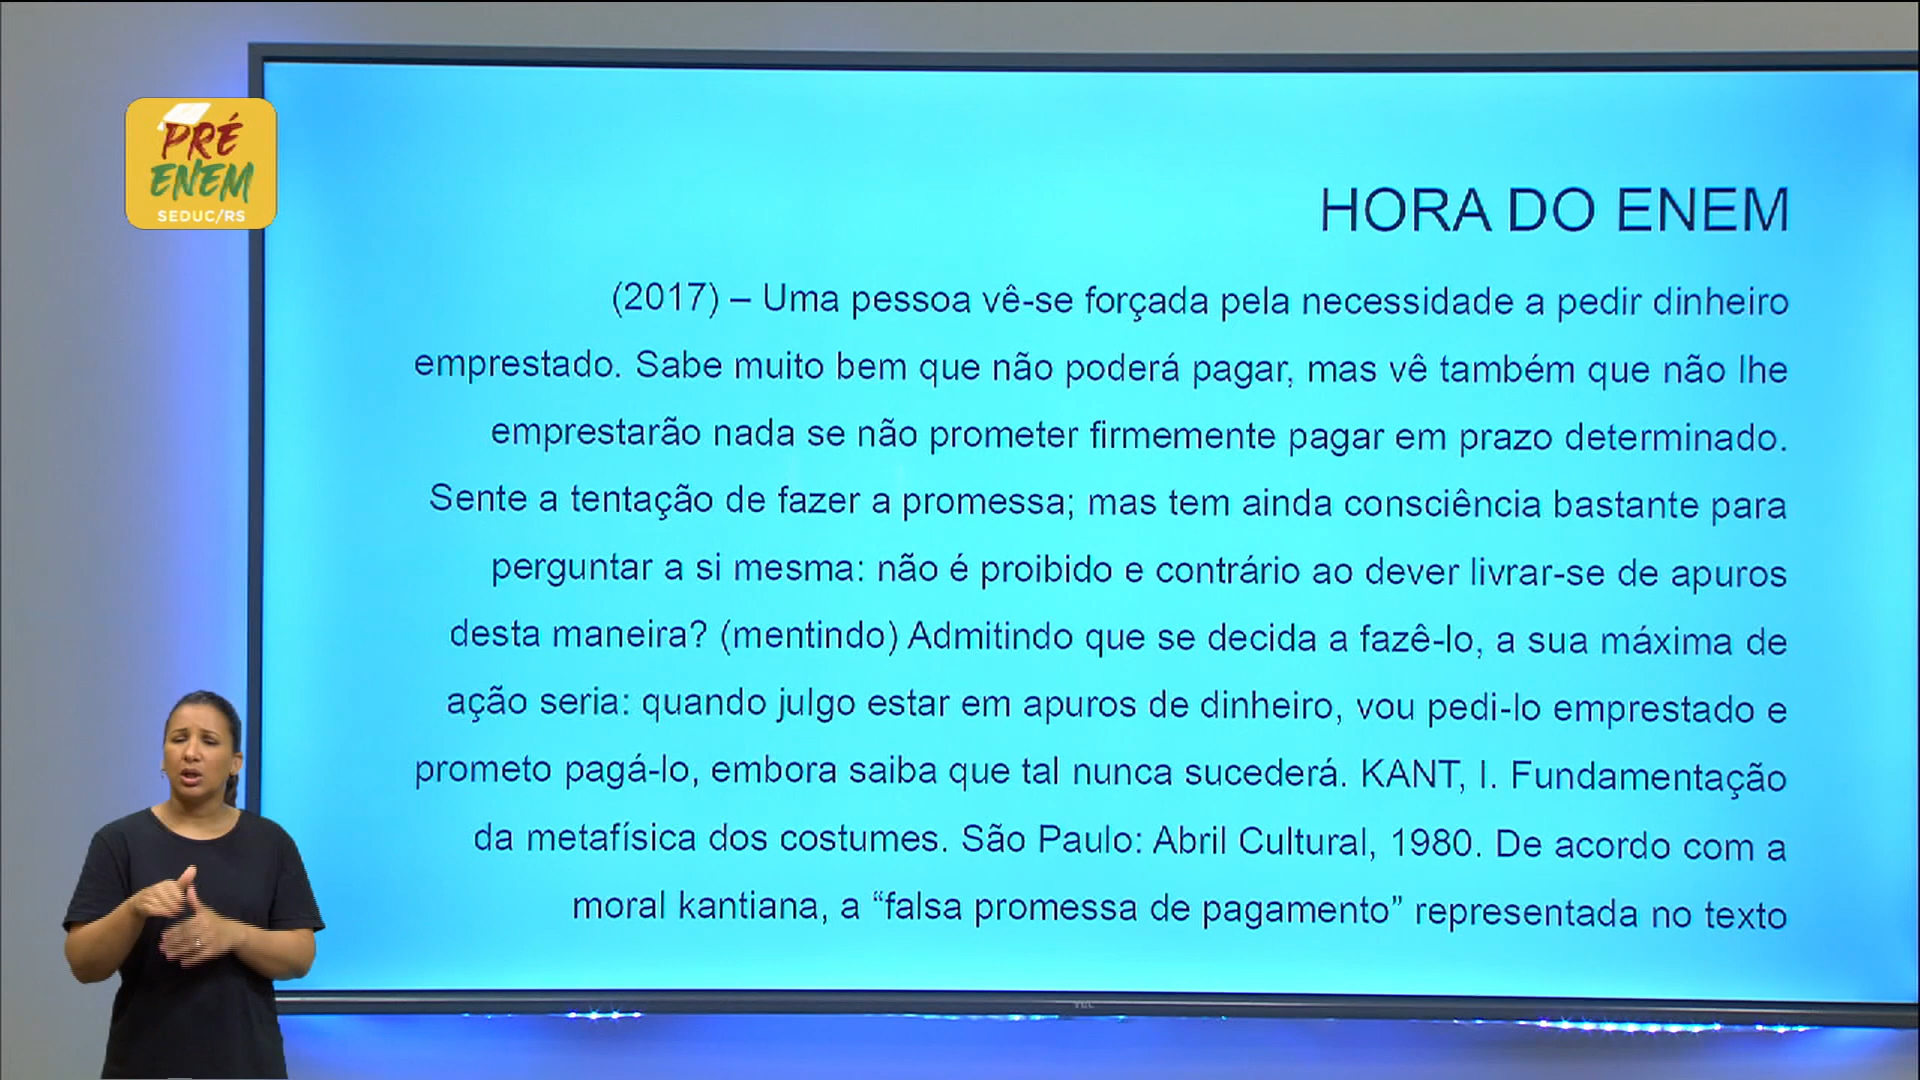 PRÉ
ENEM
SEDUC/RS
HORA DO ENEM
(2017) – Uma pessoa vê-se forçada pela necessidade a pedir dinheiro
emprestado. Sabe muito bem que não poderá pagar, mas vê também que não lhe
emprestarão nada se não prometer firmemente pagar em prazo determinado.
Sente a tentação de fazer a promessa; mas tem ainda consciência bastante para
perguntar a si mesma: não é proibido e contrário ao dever livrar-se de apuros
desta maneira? (mentindo) Admitindo que se decida a fazê-lo, a sua máxima de
ação seria: quando julgo estar em apuros de dinheiro, vou pedi-lo emprestado e
prometo pagá-lo, embora saiba que tal nunca sucederá. KANT, I. Fundamentação
da metafísica dos costumes. São Paulo: Abril Cultural, 1980. De acordo com a
moral kantiana, a “falsa promessa de pagamento” representada no texto
TCL